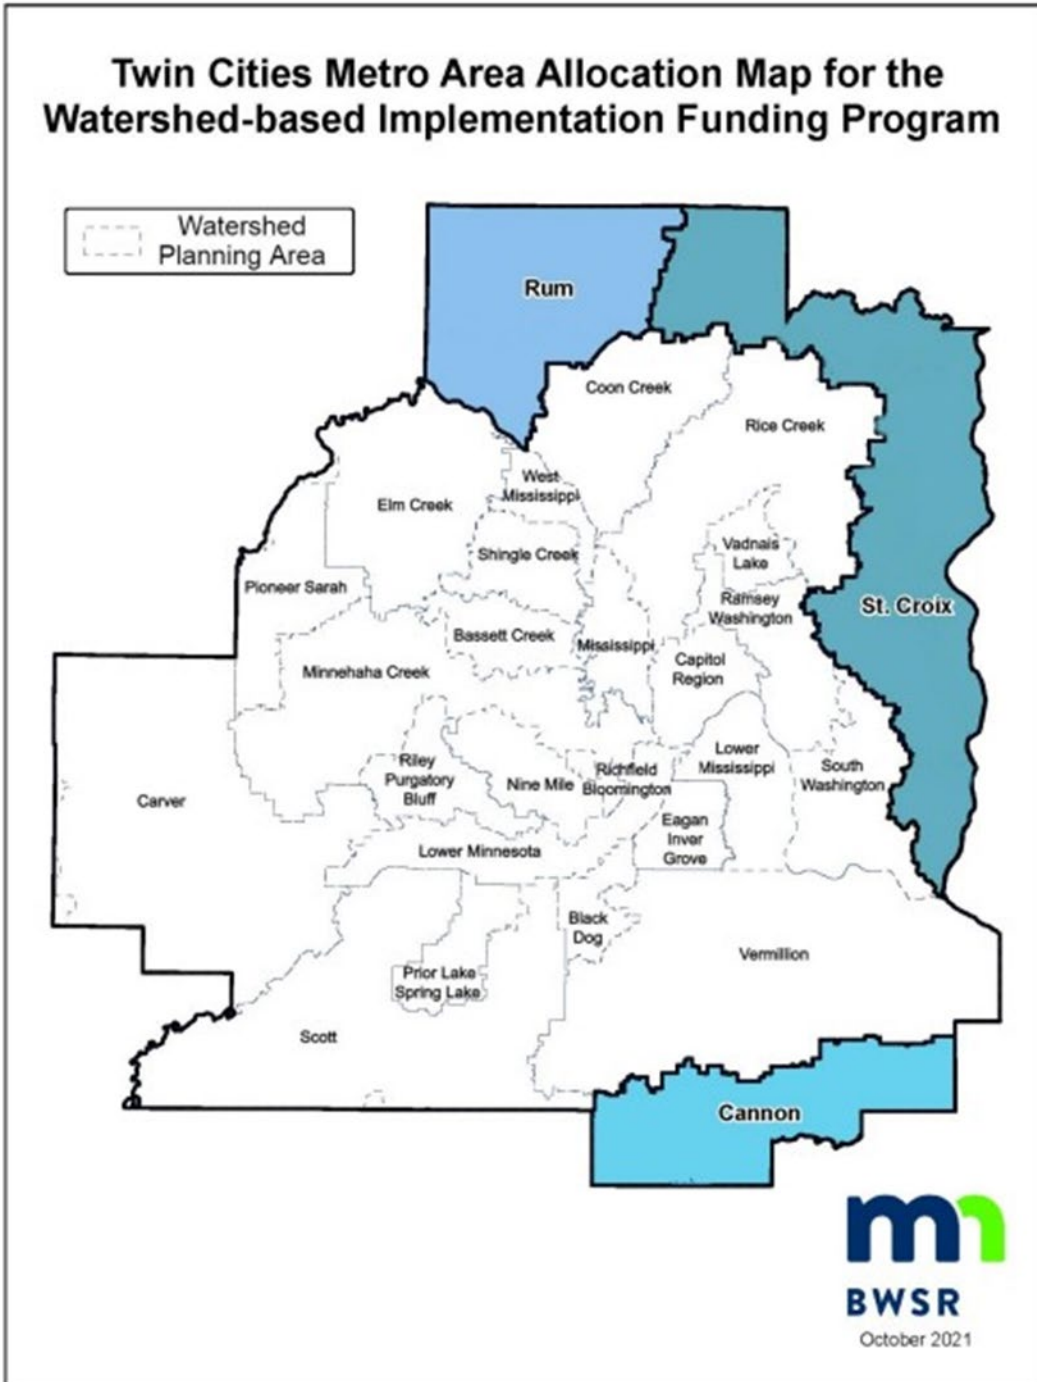 Twin Cities Metro Area Allocation Map for the
Watershed-based Implementation Funding Program
Watershed
Planning Area
Rum
Coon Creek
Rice Creek
West
Mississippi
Elm Creek
Shingle Creek
Vadnais
Lake
Pioneer Sarah
Ramsey
Washington
St. Croix
Bassett Creek
Mississippi
Minnehaha Creek
Capitol
Region
Riley
Purgatory
Bluff
Nine Mile
Richfield
Bloomington
Lower
Mississippi
South
Washington
Carver
Eagan
Inver
Grove
Lower Minnesota
Black
Dog
Vermillion
Prior Lake
Spring Lake
Scott
Cannon
mn
BWSR
October 2021